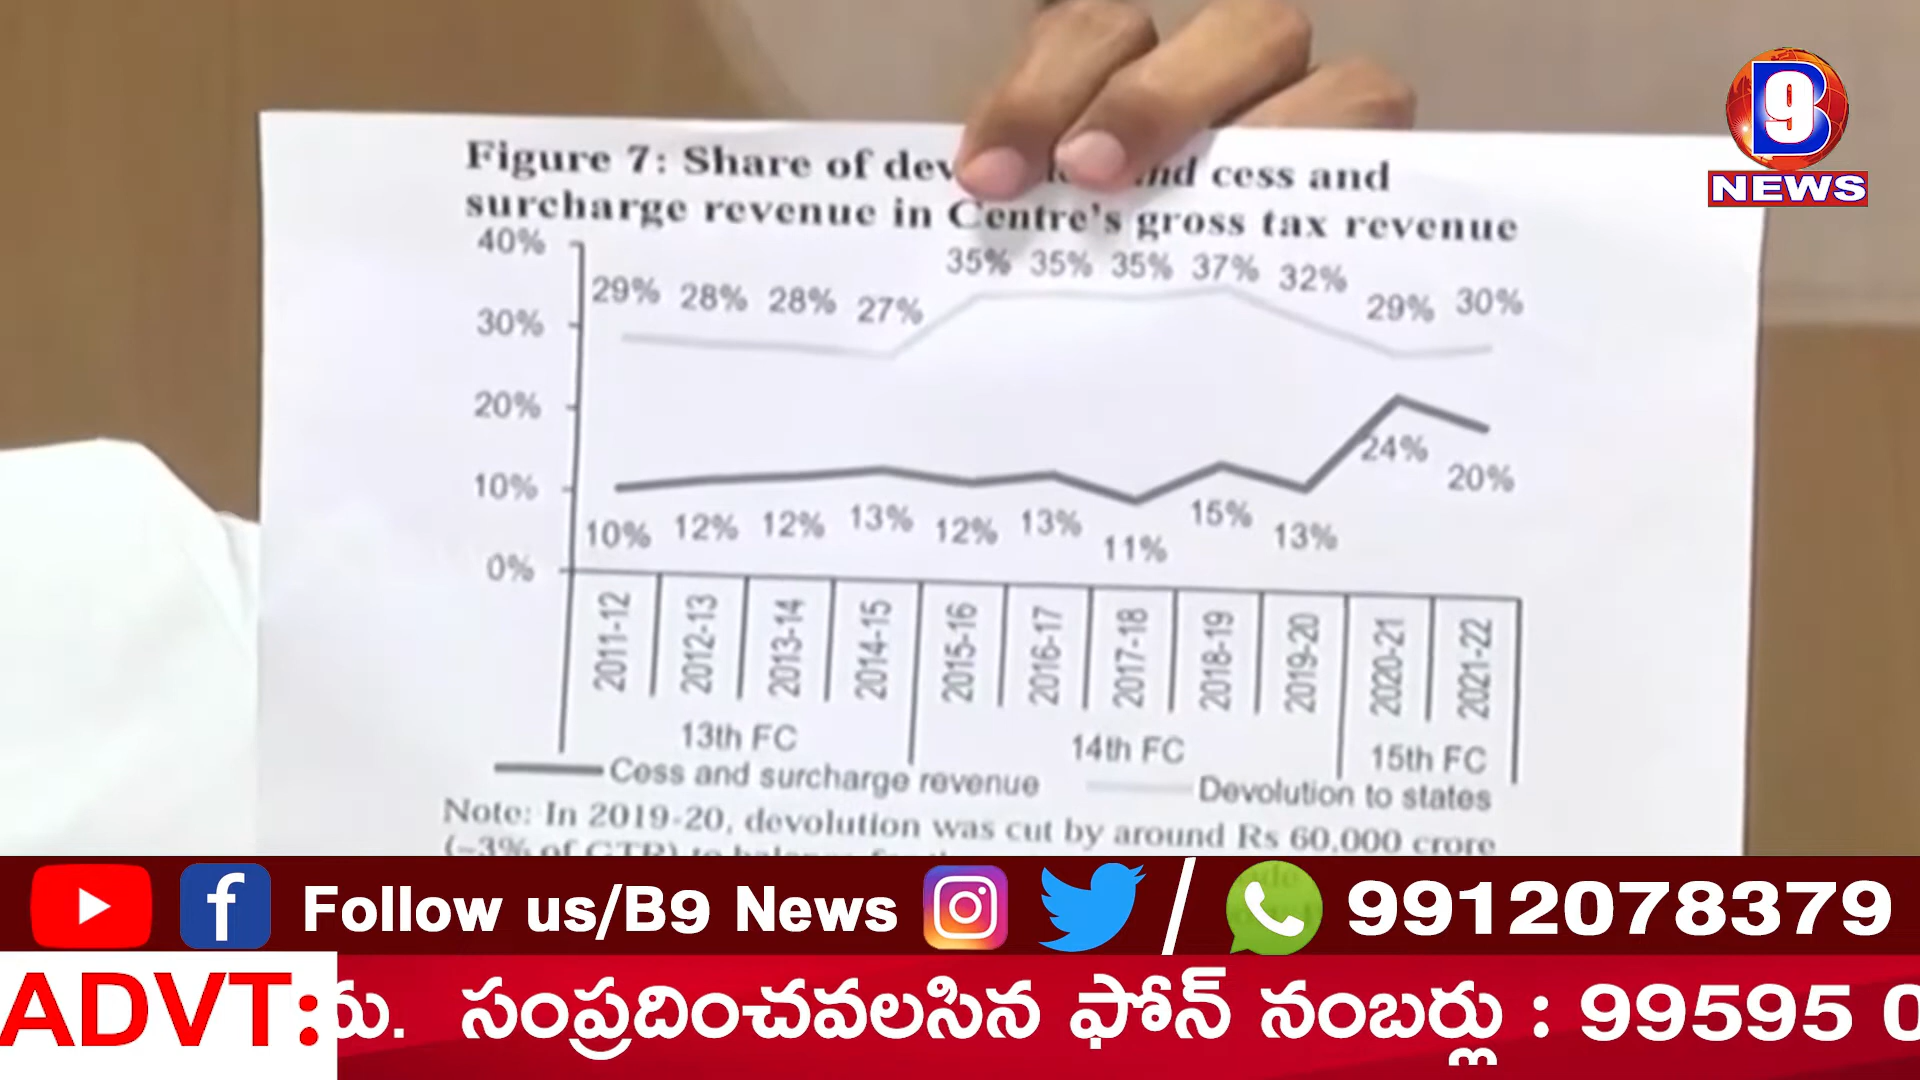 9
NEWS
Figure 7: Share of and cess and
surcharge revenue in Centre's gross tax revenue
40%
30%
20%
10%
0%
29% 28% 28% 27% 35% 35% 35% 37% 32% 29% 30%
10% 12% 12% 13% 12% 13% 11% 15% 13% 24% 20%
2011-12 2012-13 2013-14 2014-15 2015-16 2016-17 2017-18 2018-19 2019-20 2020-21 2021-22
13th FC 14th FC 15th FC
Cess and surcharge revenue Devolution to states
Note: In 2019-20, devolution was cut by around Rs 60,000 crore
Follow us/B9 News / 9912078379
ADVT: సంప్రదించవలసిన ఫోన్ నంబర్లు : 99595